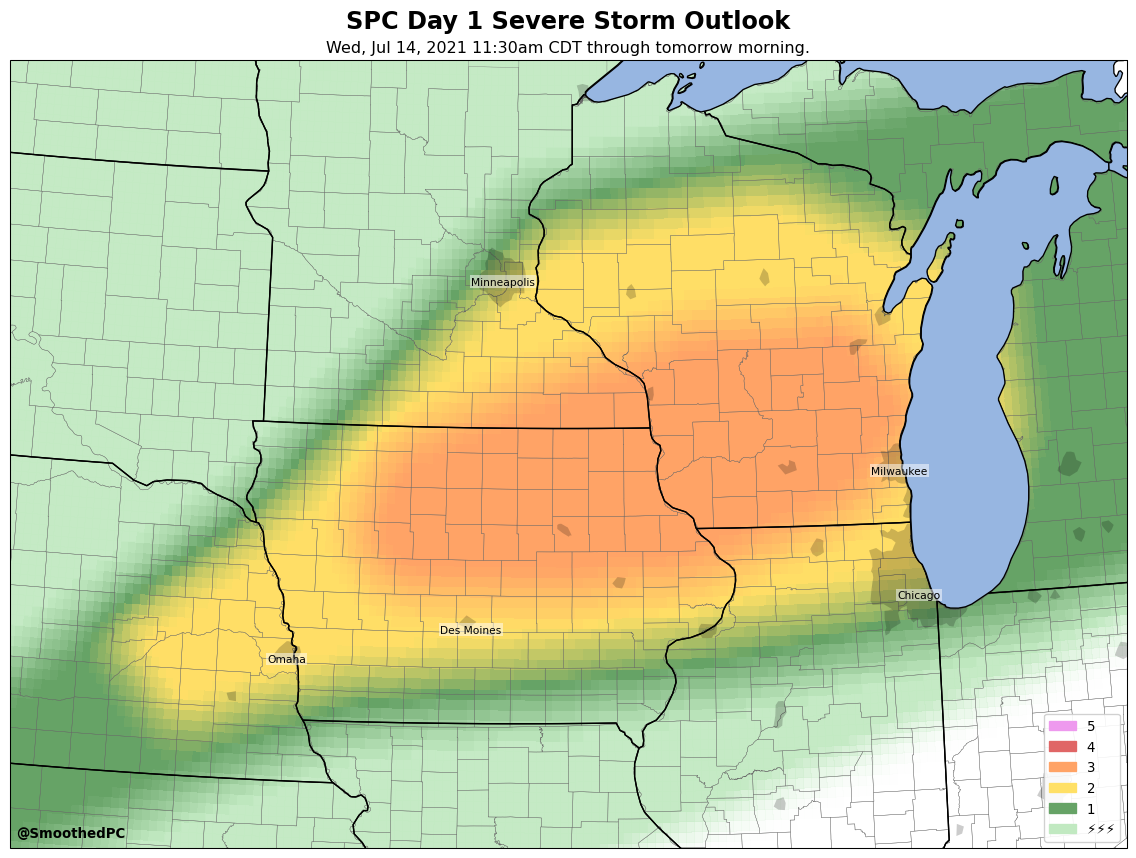 SPC Day 1 Severe Storm Outlook
Wed, Jul 14, 2021 11:30am CDT through tomorrow morning.
Minneapolis
Milwaukee
Chicago
Des Moines
Omaha
5
4
3
2
1
⚡⚡⚡
@SmoothedPC